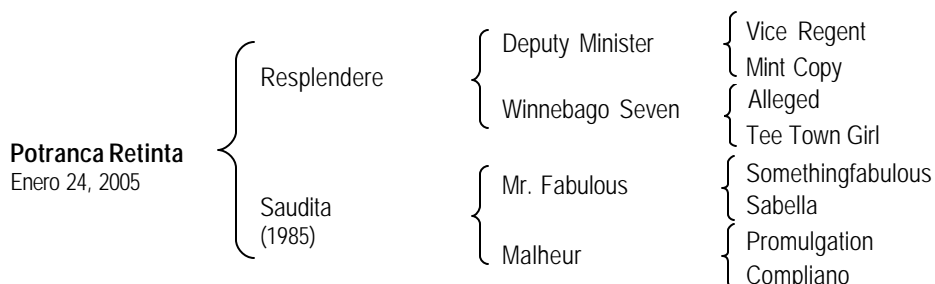 Potranca Retinta
Enero 24, 2005
Resplendere
Saudita
(1985)
Deputy Minister
Winnebago Seven
Mr. Fabulous
Malheur
Vice Regent
Mint Copy
Alleged
Tee Town Girl
Somethingfabulous
Sabella
Promulgation
Compliano